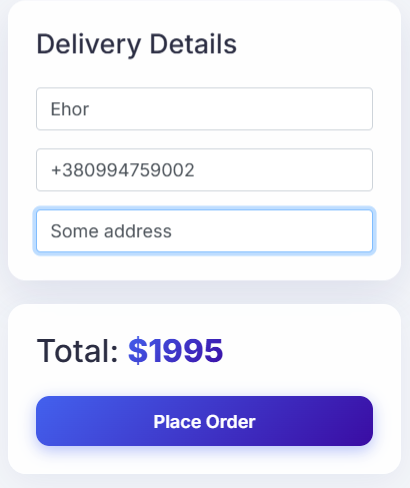 Delivery Details
Ehor
+380994759002
Some address
Total: $1995
Place Order